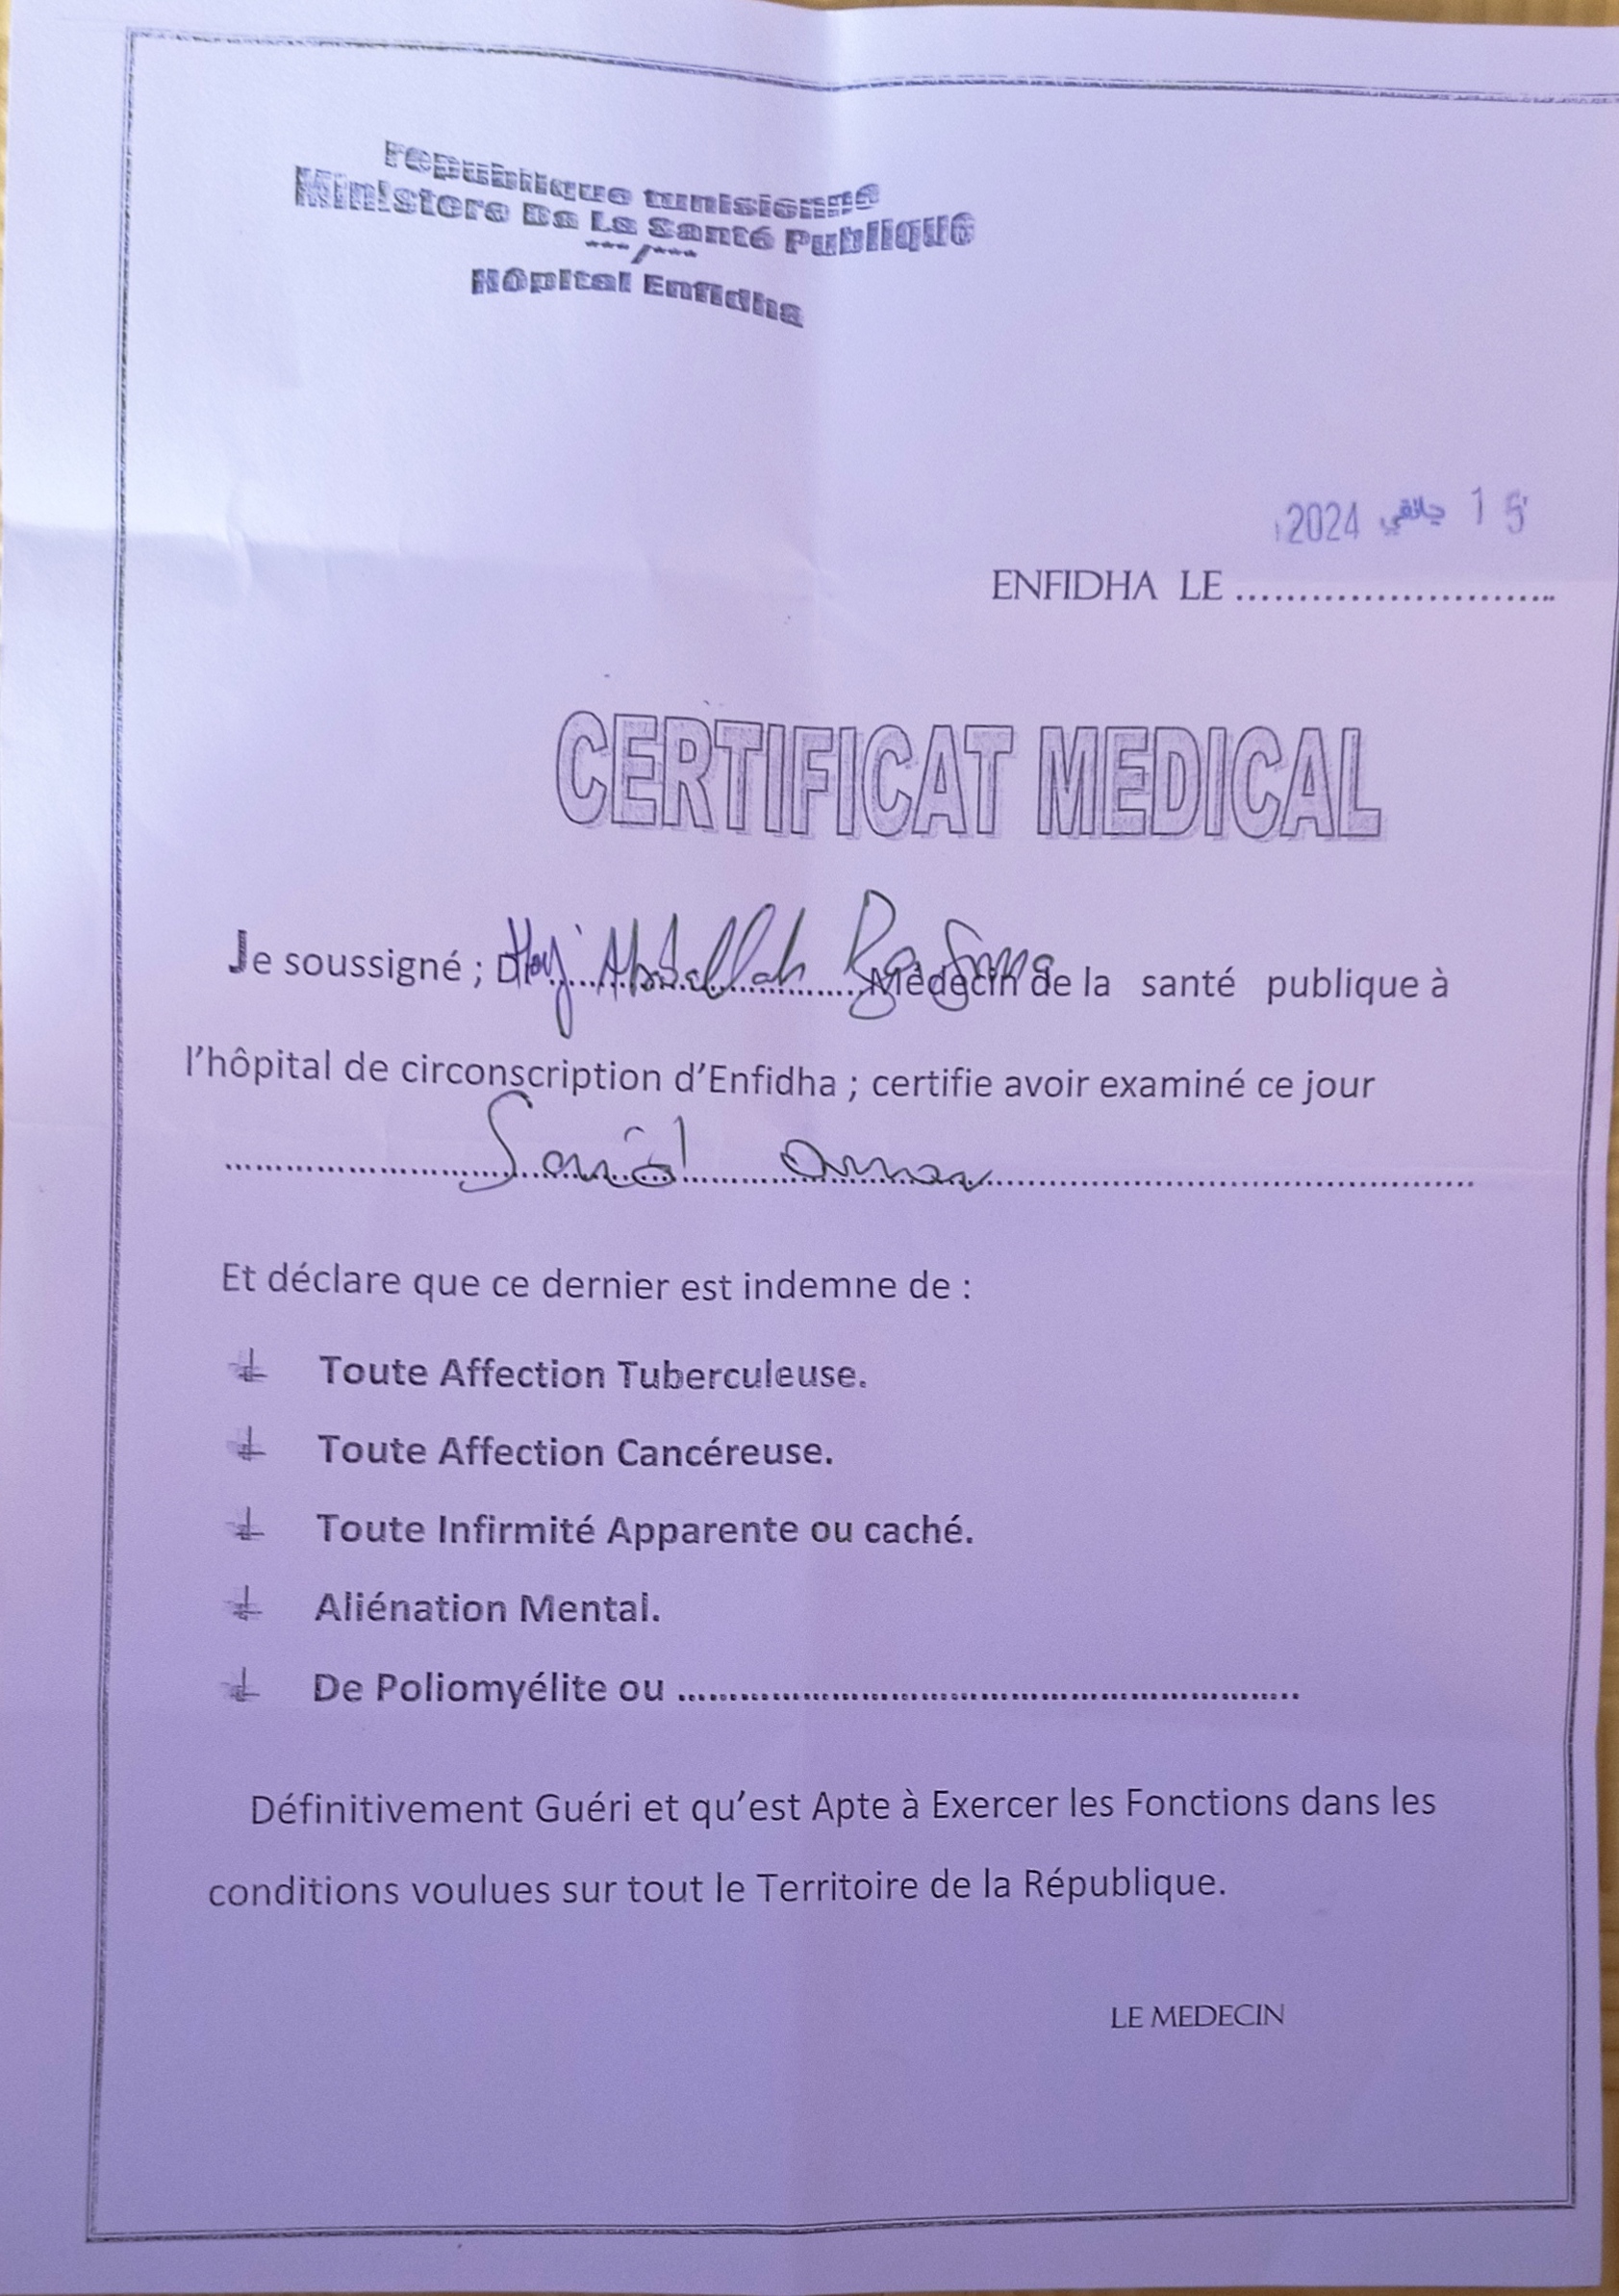 republique tunisienne
Ministere De La Santé Publique
***/***
Hôpital Enfidha
15 جانفي 2024
ENFIDHA LE ..............................
CERTIFICAT MEDICAL
Je soussigné ; Dr Haj Abdallah ..............................Médecin de la santé publique à
l'hôpital de circonscription d'Enfidha ; certifie avoir examiné ce jour
..............................
Et déclare que ce dernier est indemne de :
Toute Affection Tuberculeuse.
Toute Affection Cancéreuse.
Toute Infirmité Apparente ou caché.
Aliénation Mental.
De Poliomyélite ou ..............................
Définitivement Guéri et qu'est Apte à Exercer les Fonctions dans les
conditions voulues sur tout le Territoire de la République.
LE MEDECIN